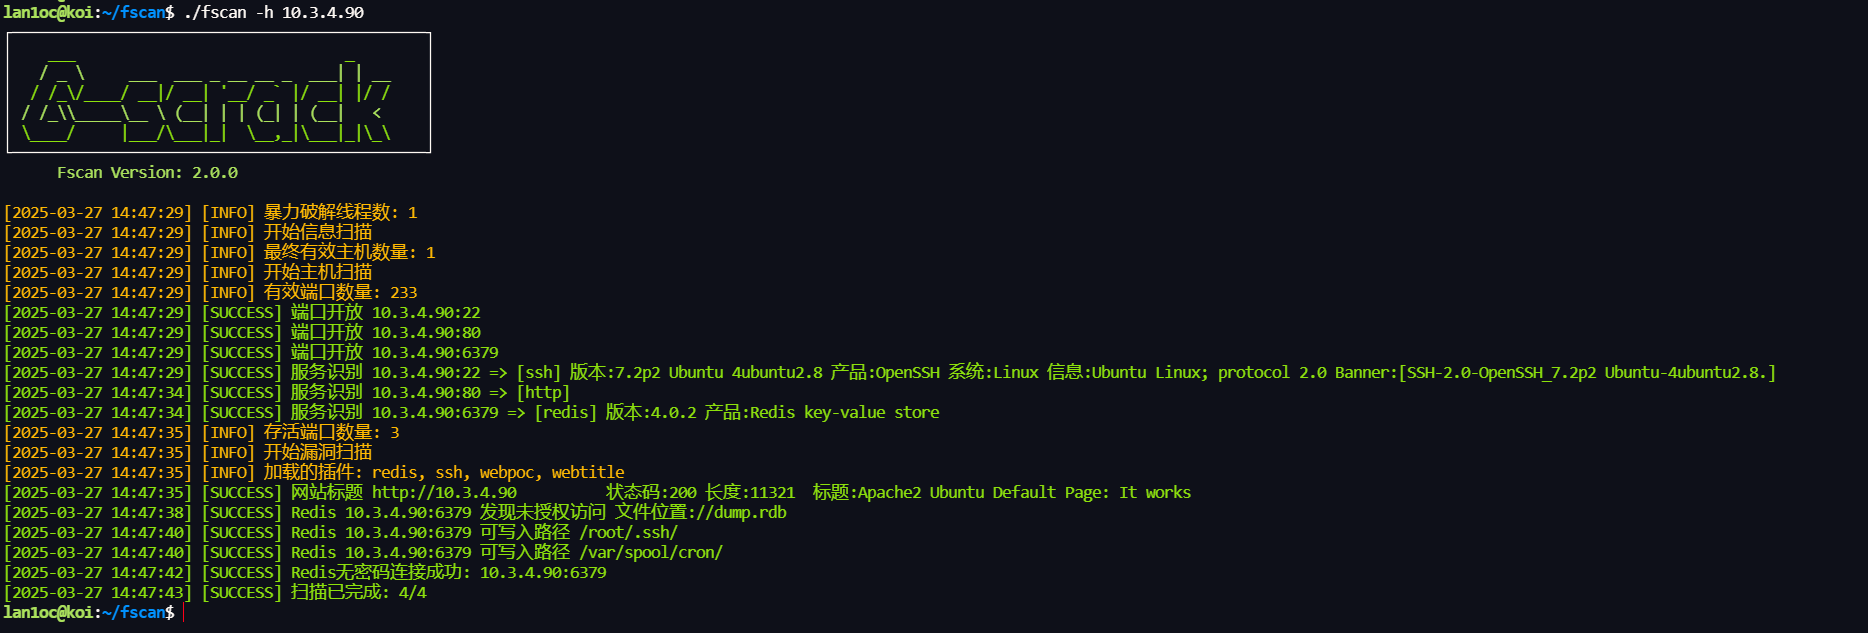 lan1oc@koi:~/fscan$ ./fscan -h 10.3.4.90
Fscan Version: 2.0.0
[2025-03-27 14:47:29] [INFO] 暴力破解线程数: 1
[2025-03-27 14:47:29] [INFO] 开始信息扫描
[2025-03-27 14:47:29] [INFO] 最终有效主机数量: 1
[2025-03-27 14:47:29] [INFO] 开始主机扫描
[2025-03-27 14:47:29] [INFO] 有效端口数量: 233
[2025-03-27 14:47:29] [SUCCESS] 端口开放 10.3.4.90:22
[2025-03-27 14:47:29] [SUCCESS] 端口开放 10.3.4.90:80
[2025-03-27 14:47:29] [SUCCESS] 端口开放 10.3.4.90:6379
[2025-03-27 14:47:29] [SUCCESS] 服务识别 10.3.4.90:22 => [ssh] 版本:7.2p2 Ubuntu 4ubuntu2.8 产品:OpenSSH 系统:Linux 信息:Ubuntu Linux; protocol 2.0 Banner:[SSH-2.0-OpenSSH_7.2p2 Ubuntu-4ubuntu2.8.]
[2025-03-27 14:47:34] [SUCCESS] 服务识别 10.3.4.90:80 => [http]
[2025-03-27 14:47:34] [SUCCESS] 服务识别 10.3.4.90:6379 => [redis] 版本:4.0.2 产品:Redis key-value store
[2025-03-27 14:47:35] [INFO] 存活端口数量: 3
[2025-03-27 14:47:35] [INFO] 开始漏洞扫描
[2025-03-27 14:47:35] [INFO] 加载的插件: redis, ssh, webpoc, webtitle
[2025-03-27 14:47:35] [SUCCESS] 网站标题 http://10.3.4.90 状态码:200 长度:11321 标题:Apache2 Ubuntu Default Page: It works
[2025-03-27 14:47:38] [SUCCESS] Redis 10.3.4.90:6379 发现未授权访问 文件位置://dump.rdb
[2025-03-27 14:47:40] [SUCCESS] Redis 10.3.4.90:6379 可写入路径 /root/.ssh/
[2025-03-27 14:47:40] [SUCCESS] Redis 10.3.4.90:6379 可写入路径 /var/spool/cron/
[2025-03-27 14:47:42] [SUCCESS] Redis无密码连接成功: 10.3.4.90:6379
[2025-03-27 14:47:43] [SUCCESS] 扫描已完成: 4/4
lan1oc@koi:~/fscan$